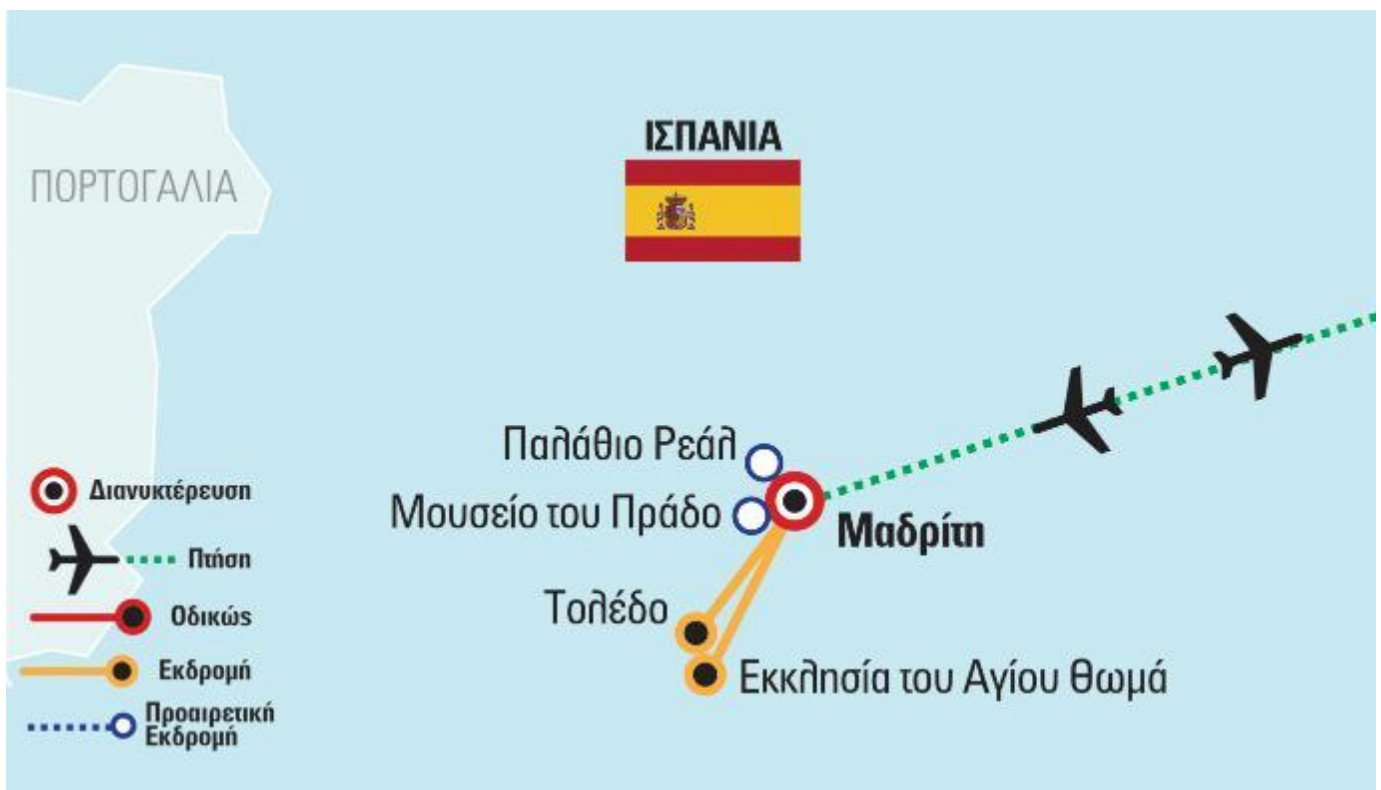 ΙΣΠΑΝΙΑ
ΠΟΡΤΟΓΑΛΙΑ
Παλάθιο Ρεάλ
Μουσείο του Πράδο
Μαδρίτη
Τολέδο
Εκκλησία του Αγίου Θωμά
Διανυκτέρευση
Πτήση
Οδικώς
Εκδρομή
Προαιρετική
Εκδρομή